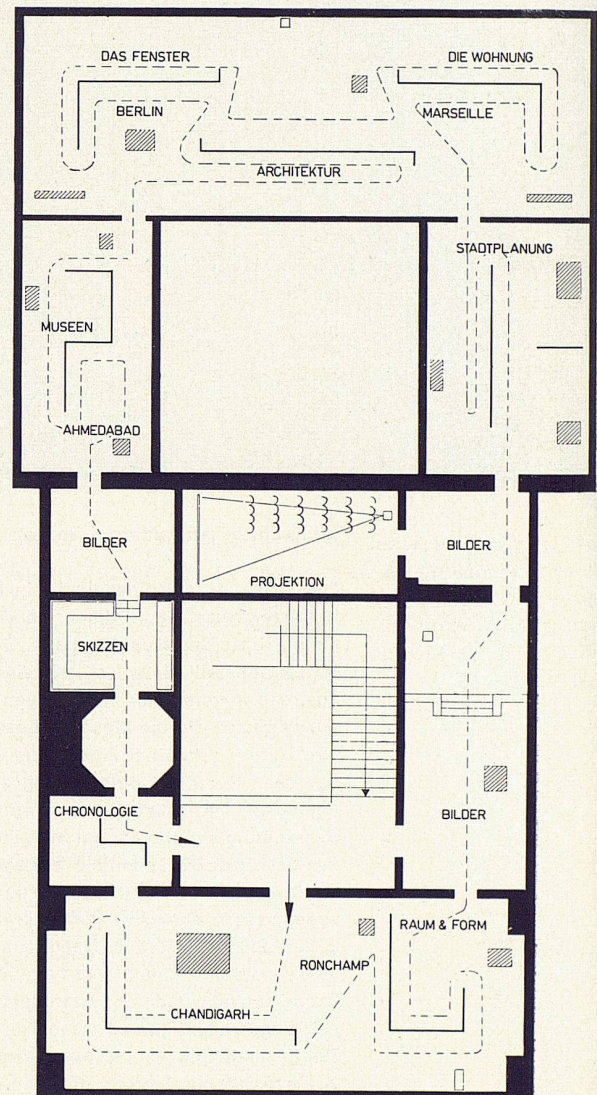 DAS FENSTER
DIE WOHNUNG
BERLIN
MARSEILLE
ARCHITEKTUR
STADTPLANUNG
MUSEEN
AHMEDABAD
BILDER
BILDER
PROJEKTION
SKIZZEN
CHRONOLOGIE
BILDER
RAUM & FORM
RONCHAMP
CHANDIGARH